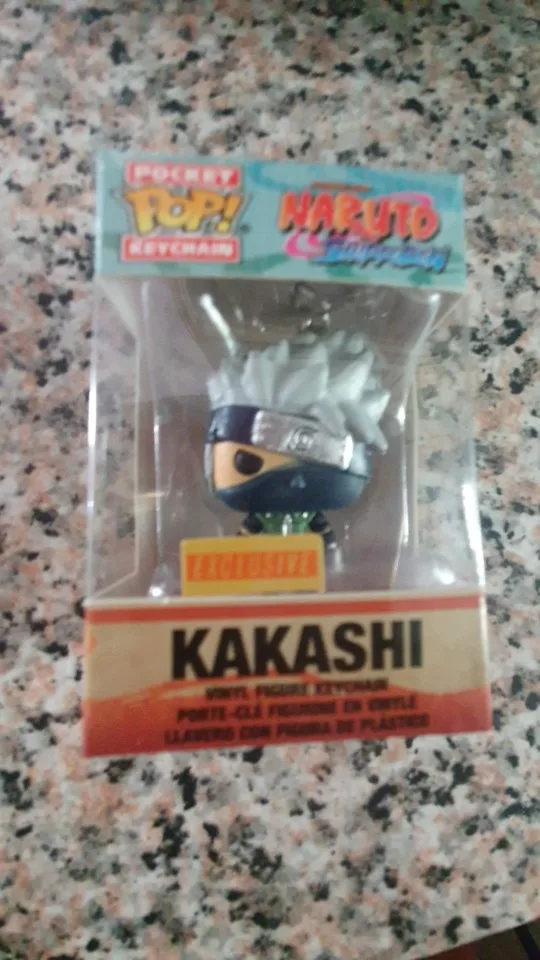 POCKET
POP!
KEYCHAIN
NARUTO
Shippuden
EXCLUSIVE
KAKASHI
VINYL FIGURE KEYCHAIN
PORTE-CLÉ FIGURINE EN VINYLE
LLAVERO CON FIGURA DE PLASTICO